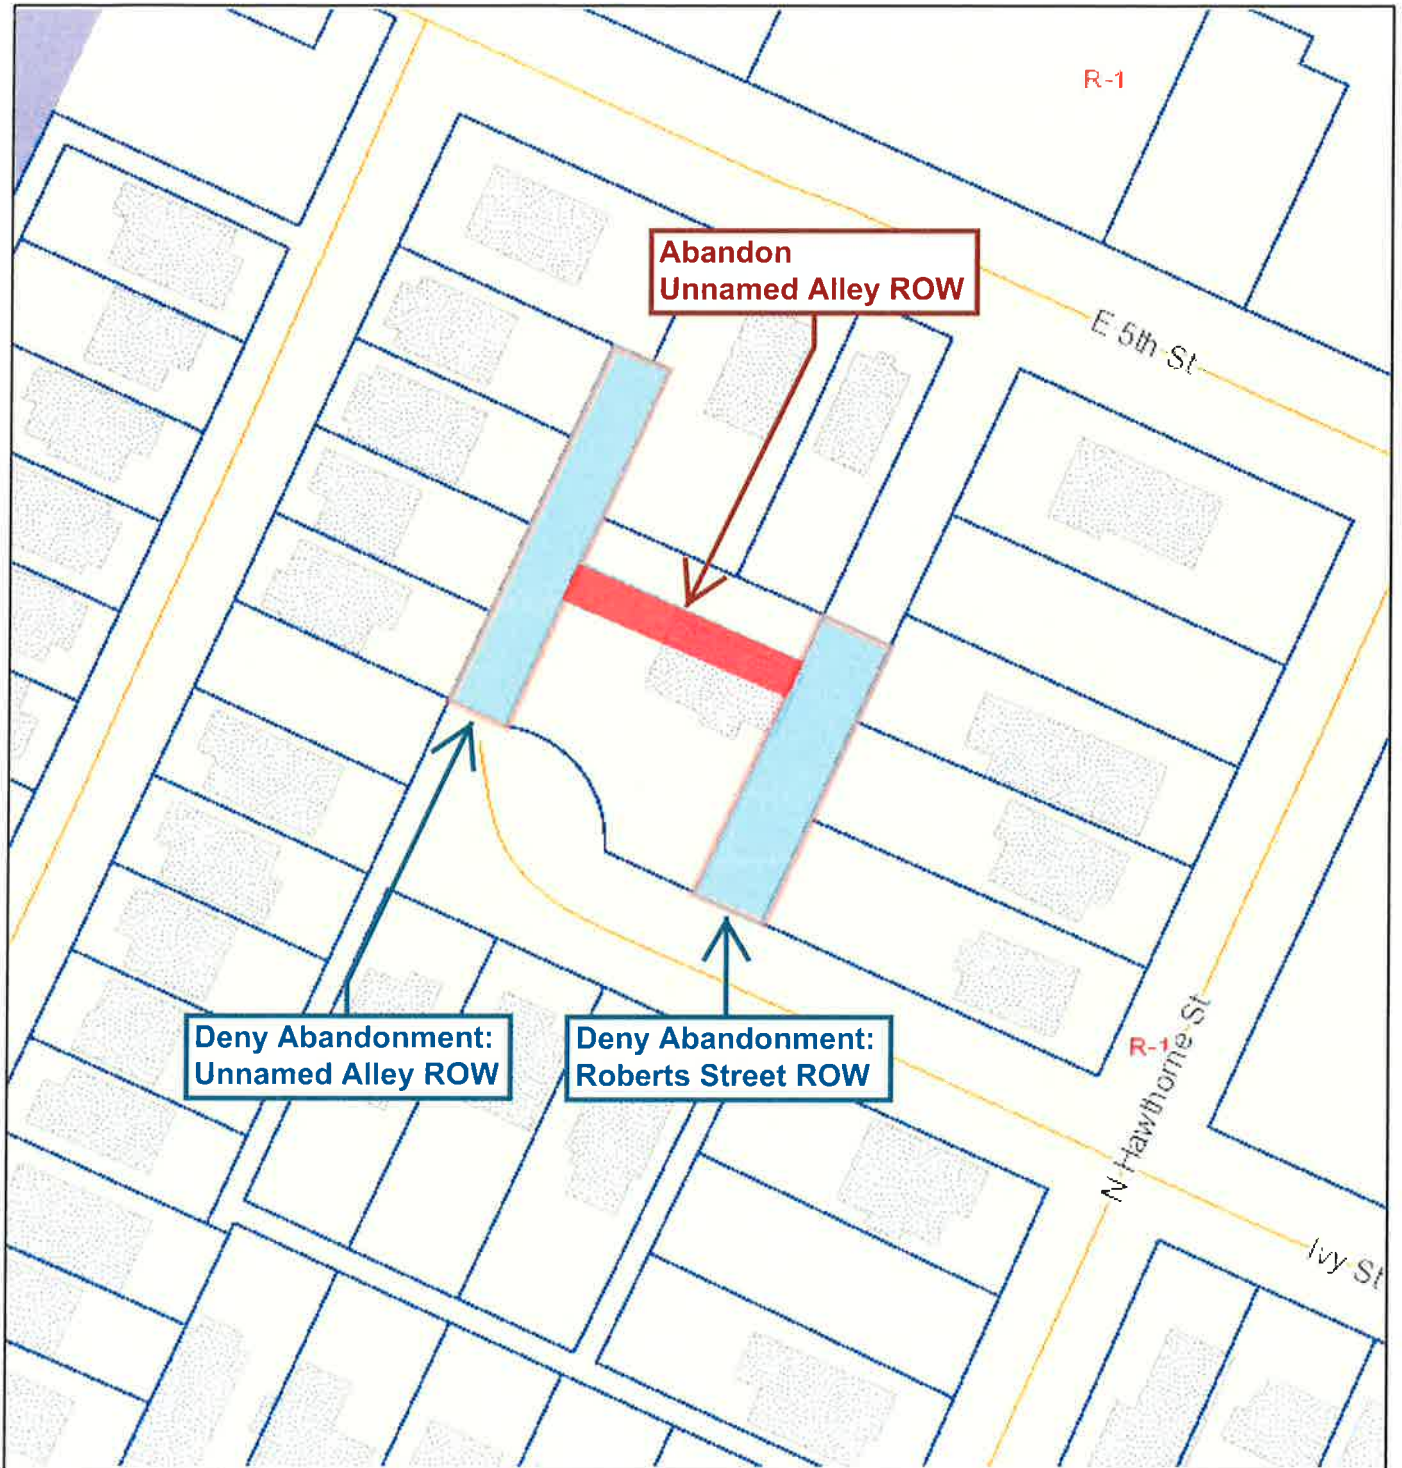 R-1
Abandon
Unnamed Alley ROW
E 5th St
Deny Abandonment:
Unnamed Alley ROW
Deny Abandonment:
Roberts Street ROW
R-1
N Hawthorne St
Ivy St